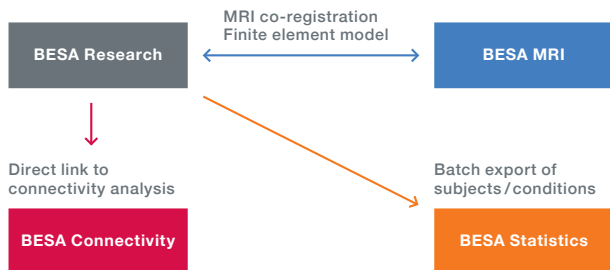 MRI co-registration
Finite element model
BESA Research
BESA MRI
Direct link to
connectivity analysis
Batch export of
subjects / conditions
BESA Connectivity
BESA Statistics